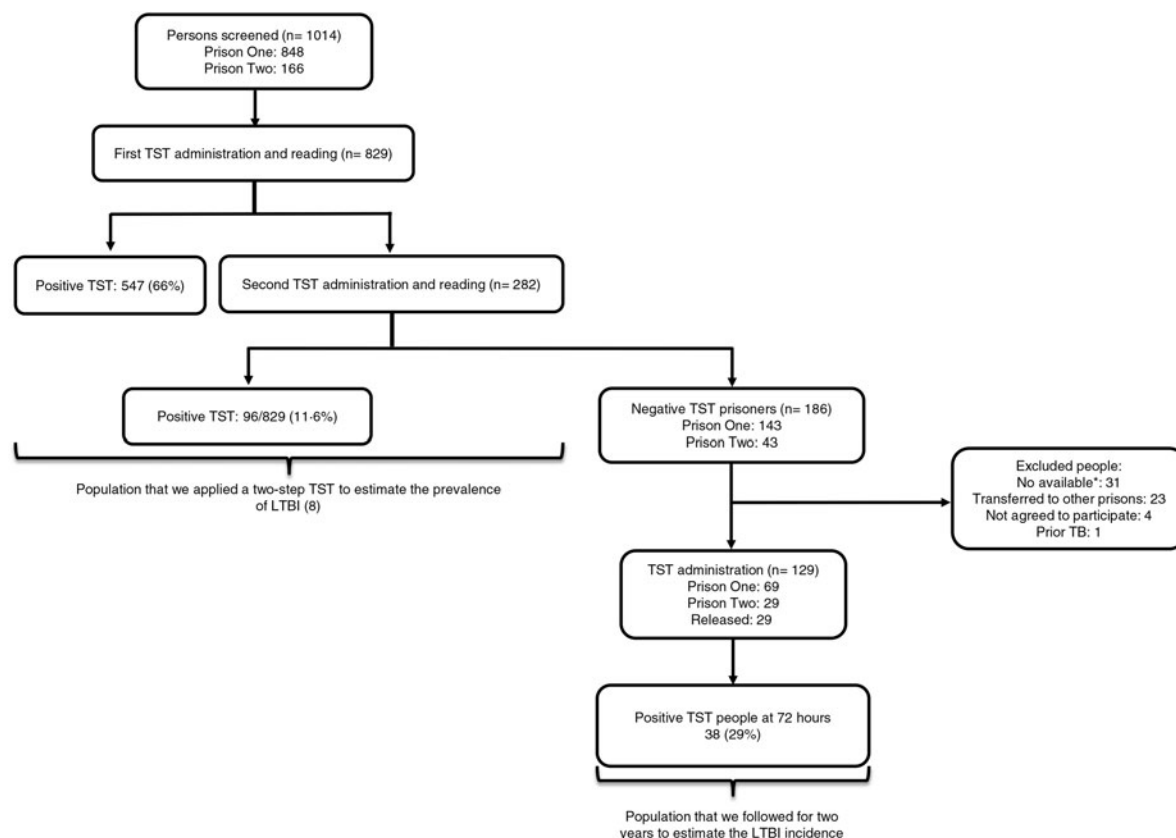 Persons screened (n= 1014)
Prison One: 848
Prison Two: 166
First TST administration and reading (n= 829)
Positive TST: 547 (66%)
Second TST administration and reading (n= 282)
Positive TST: 96/829 (11·6%)
Negative TST prisoners (n= 186)
Prison One: 143
Prison Two: 43
Population that we applied a two-step TST to estimate the prevalence
of LTBI (8)
Excluded people:
No available*: 31
Transferred to other prisons: 23
Not agreed to participate: 4
Prior TB: 1
TST administration (n= 129)
Prison One: 69
Prison Two: 29
Released: 29
Positive TST people at 72 hours
38 (29%)
Population that we followed for two
years to estimate the LTBI incidence